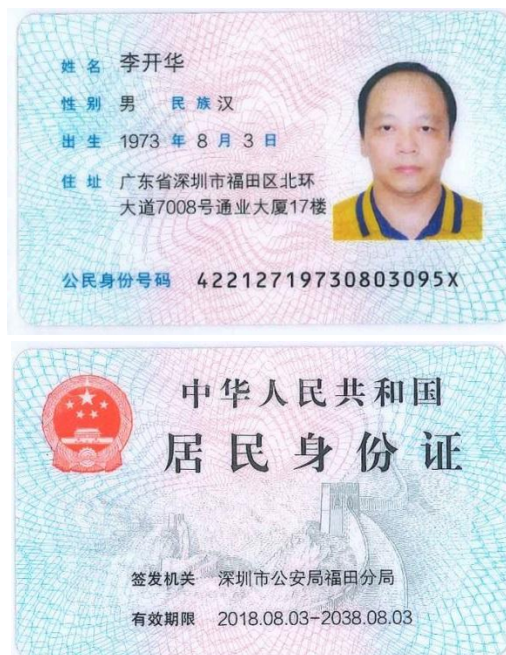 姓名 李开华
性别 男 民族 汉
出生 1973 年 8 月 3 日
住址 广东省深圳市福田区北环
大道7008号通业大厦17楼
公民身份号码 42212719730803095X
中华人民共和国
居民身份证
签发机关 深圳市公安局福田分局
有效期限 2018.08.03-2038.08.03